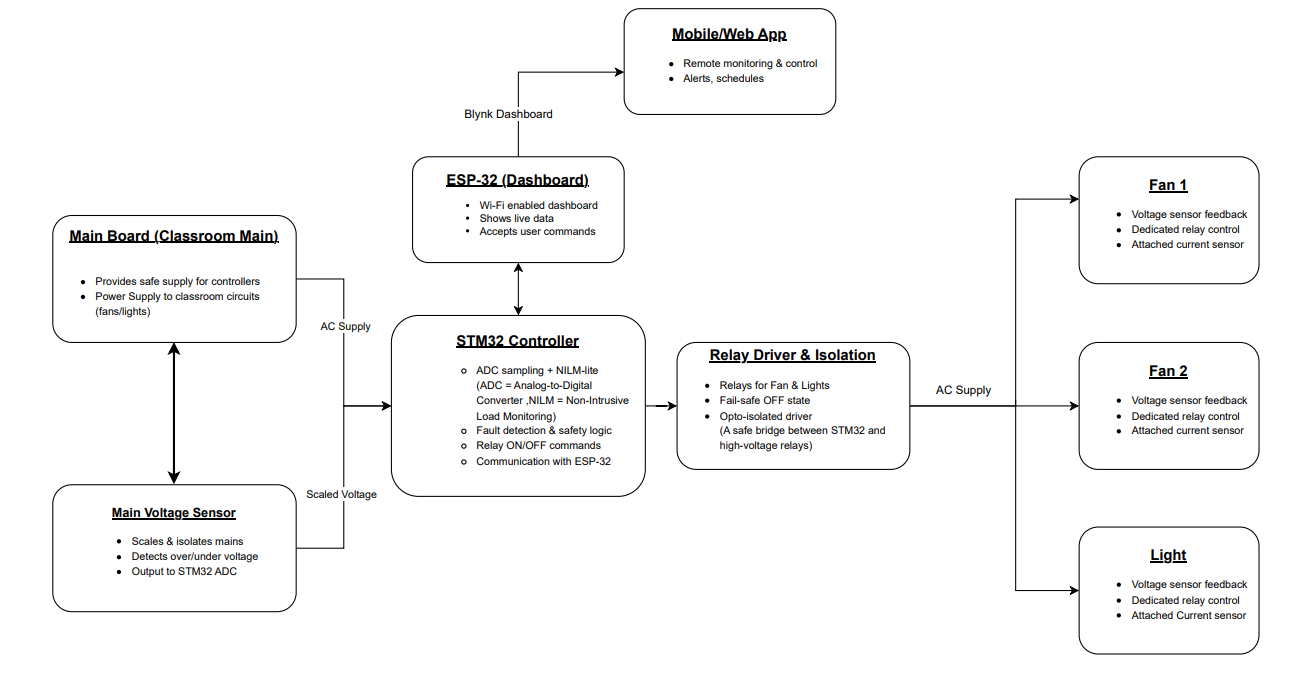 Mobile/Web App
Remote monitoring & control
Alerts, schedules
Blynk Dashboard
ESP-32 (Dashboard)
Wi-Fi enabled dashboard
Shows live data
Accepts user commands
Main Board (Classroom Main)
Provides safe supply for controllers
Power Supply to classroom circuits
(fans/lights)
AC Supply
Main Voltage Sensor
Scales & isolates mains
Detects over/under voltage
Output to STM32 ADC
Scaled Voltage
STM32 Controller
ADC sampling + NILM-lite
(ADC = Analog-to-Digital
Converter ,NILM = Non-Intrusive
Load Monitoring)
Fault detection & safety logic
Relay ON/OFF commands
Communication with ESP-32
Relay Driver & Isolation
Relays for Fan & Lights
Fail-safe OFF state
Opto-isolated driver
(A safe bridge between STM32 and
high-voltage relays)
AC Supply
Fan 1
Voltage sensor feedback
Dedicated relay control
Attached current sensor
Fan 2
Voltage sensor feedback
Dedicated relay control
Attached current sensor
Light
Voltage sensor feedback
Dedicated relay control
Attached Current sensor